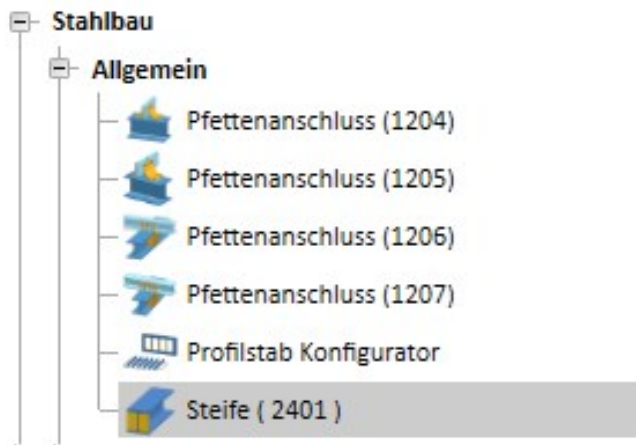 Stahlbau
Allgemein
Pfettenanschluss (1204)
Pfettenanschluss (1205)
Pfettenanschluss (1206)
Pfettenanschluss (1207)
Profilstab Konfigurator
Steife ( 2401 )